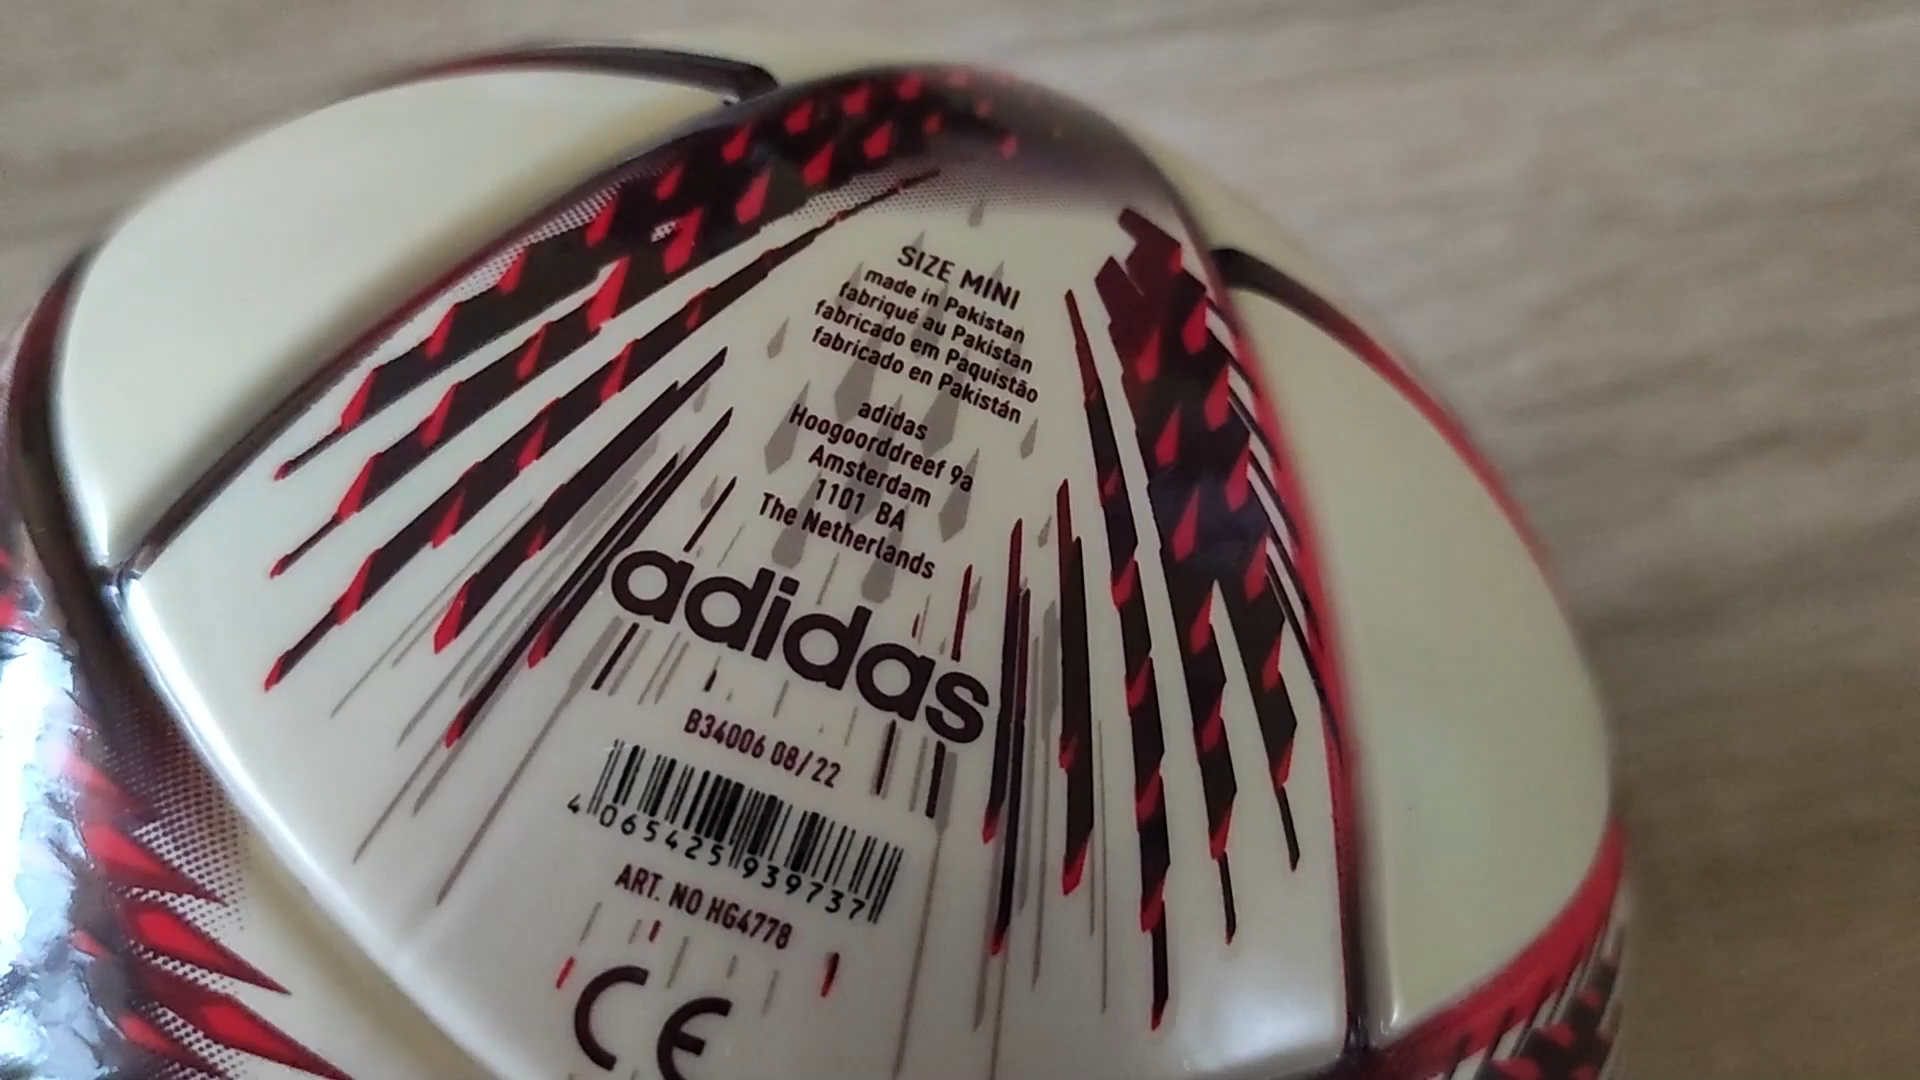 SIZE MINI
made in Pakistan
fabriqué au Pakistan
fabricado em Paquistão
fabricado en Pakistán
adidas
Hoogoorddreef 9a
Amsterdam
1101 BA
The Netherlands
adidas
B34006 08/22
4 065425 939737
ART. NO HG4778
CE